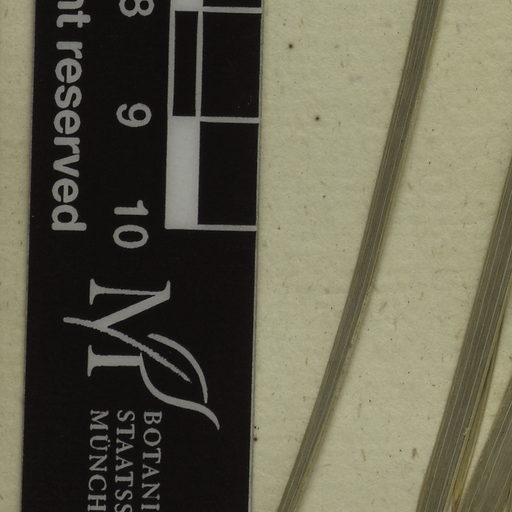 nt reserved
8 9 10
M
BOTANI
STAATSS
MÜNCH